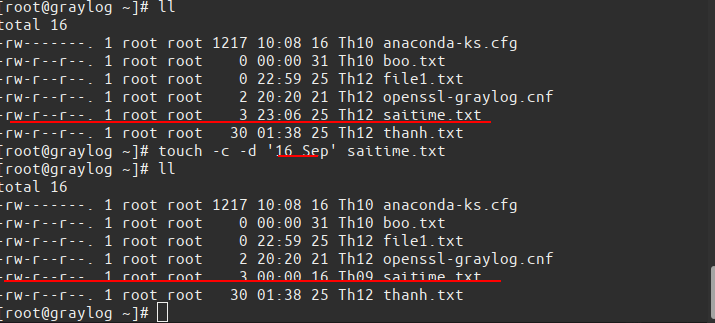 [root@graylog ~]# ll
total 16
-rw-------. 1 root root 1217 10:08 16 Th10 anaconda-ks.cfg
-rw-r--r--. 1 root root    0 00:00 31 Th10 boo.txt
-rw-r--r--. 1 root root    0 22:59 25 Th12 file1.txt
-rw-r--r--. 1 root root    2 20:20 21 Th12 openssl-graylog.cnf
-rw-r--r--. 1 root root    3 23:06 25 Th12 saitime.txt
-rw-r--r--. 1 root root   30 01:38 25 Th12 thanh.txt
[root@graylog ~]# touch -c -d '16 Sep' saitime.txt
[root@graylog ~]# ll
total 16
-rw-------. 1 root root 1217 10:08 16 Th10 anaconda-ks.cfg
-rw-r--r--. 1 root root    0 00:00 31 Th10 boo.txt
-rw-r--r--. 1 root root    0 22:59 25 Th12 file1.txt
-rw-r--r--. 1 root root    2 20:20 21 Th12 openssl-graylog.cnf
-rw-r--r--. 1 root root    3 00:00 16 Th09 saitime.txt
-rw-r--r--. 1 root root   30 01:38 25 Th12 thanh.txt
[root@graylog ~]#